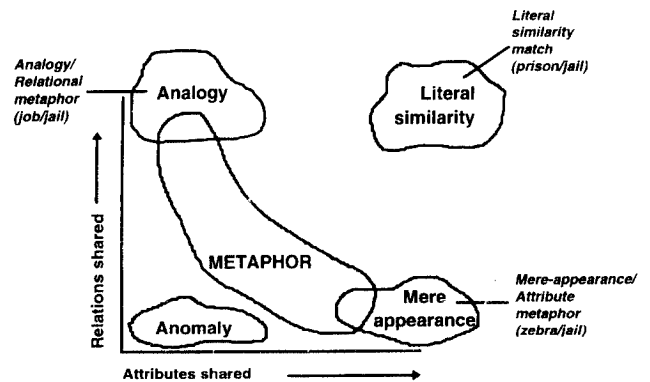 Literal
similarity
match
(prison/jail)
Analogy/
Relational
metaphor
(job/jail)
Analogy
Literal
similarity
Relations shared
METAPHOR
Mere
appearance
Mere-appearance/
Attribute
metaphor
(zebra/jail)
Anomaly
Attributes shared